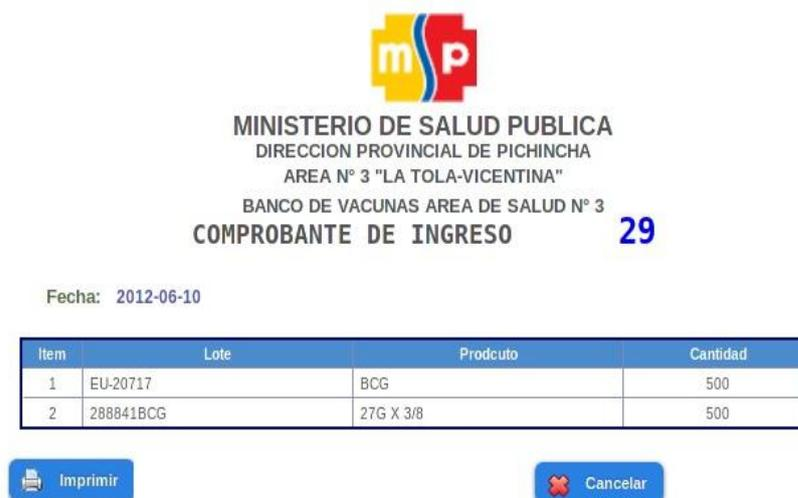 msp
MINISTERIO DE SALUD PUBLICA
DIRECCION PROVINCIAL DE PICHINCHA
AREA N° 3 "LA TOLA-VICENTINA"
BANCO DE VACUNAS AREA DE SALUD N° 3
COMPROBANTE DE INGRESO 29
Fecha: 2012-06-10
Item Lote Prodcuto Cantidad
1 EU-20717 BCG 500
2 288841BCG 27G X 3/8 500
Imprimir Cancelar